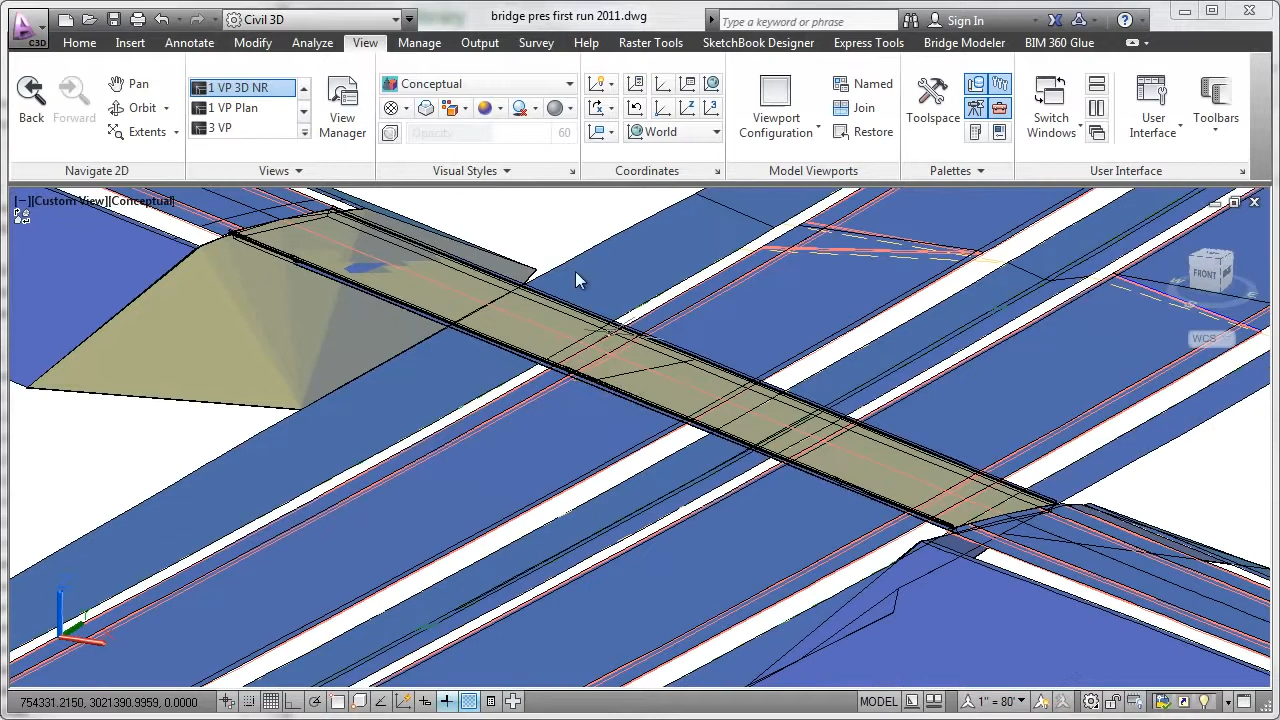 C3D
Civil 3D
bridge pres first run 2011.dwg
Type a keyword or phrase
Sign In
Home Insert Annotate Modify Analyze View Manage Output Survey Help Raster Tools SketchBook Designer Express Tools Bridge Modeler BIM 360 Glue
Back
Forward
Pan
Orbit
Extents
Navigate 2D
1 VP 3D NR
1 VP Plan
3 VP
View
Manager
Views
Conceptual
Opacity 60
Visual Styles
World
Coordinates
Viewport
Configuration
Named
Join
Restore
Model Viewports
Toolspace
Palettes
Switch
Windows
User
Interface
Toolbars
User Interface
[−][Custom View][Conceptual]
FRONT
WCS
754331.2150, 3021390.9959, 0.0000
MODEL
1" = 80'